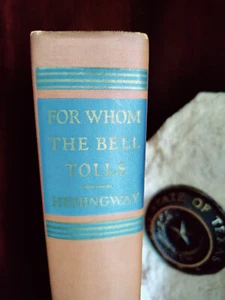 FOR WHOM
THE BELL
TOLLS
HEMINGWAY
STATE OF TEXAS